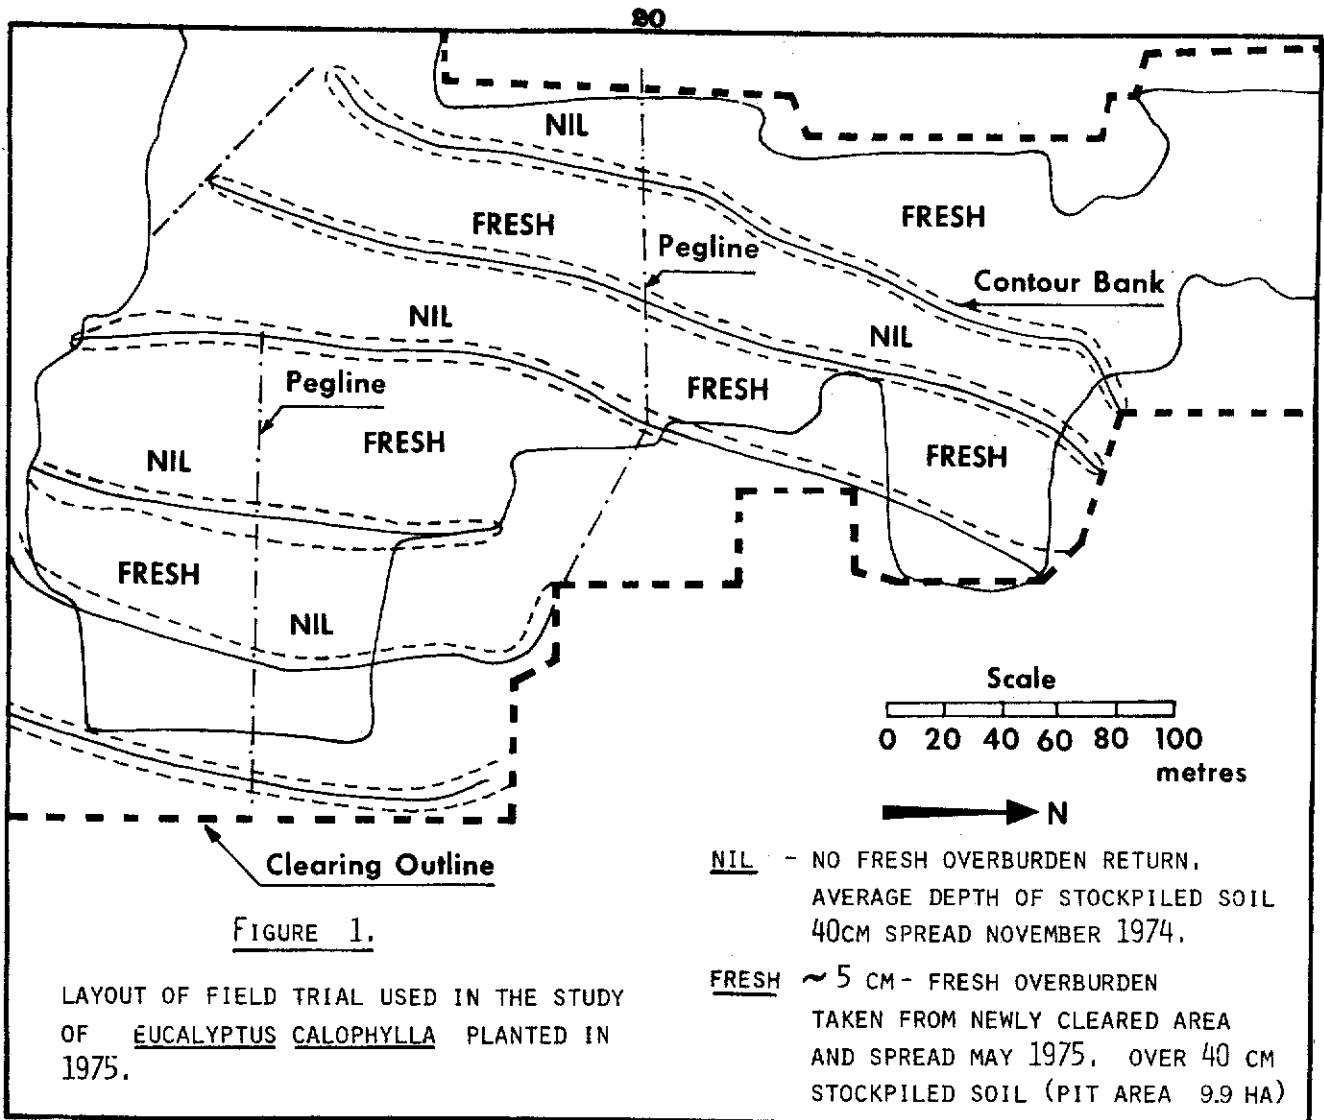 80
NIL
FRESH
FRESH
Pegline
Contour Bank
NIL
NIL
Pegline
FRESH
FRESH
NIL
FRESH
FRESH
NIL
Scale
0 20 40 60 80 100
metres
N
Clearing Outline
FIGURE 1.
LAYOUT OF FIELD TRIAL USED IN THE STUDY
OF EUCALYPTUS CALOPHYLLA PLANTED IN
1975.
NIL - NO FRESH OVERBURDEN RETURN.
AVERAGE DEPTH OF STOCKPILED SOIL
40CM SPREAD NOVEMBER 1974.
FRESH ~ 5 CM - FRESH OVERBURDEN
TAKEN FROM NEWLY CLEARED AREA
AND SPREAD MAY 1975. OVER 40 CM
STOCKPILED SOIL (PIT AREA 9.9 HA)